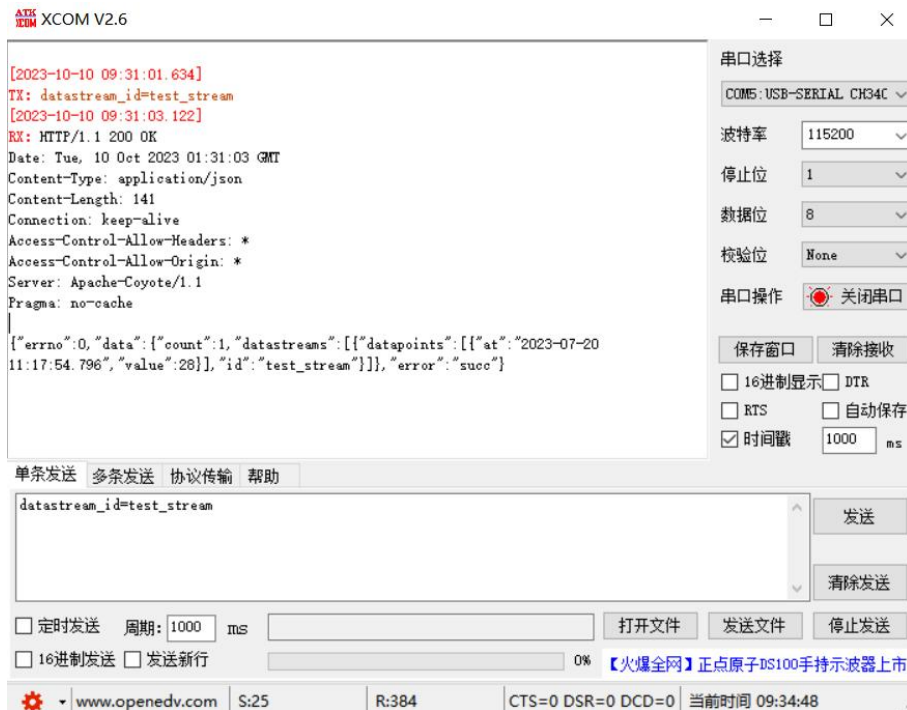 ATK XCOM XCOM V2.6
[2023-10-10 09:31:01.634]
TX: datastream_id=test_stream
[2023-10-10 09:31:03.122]
RX: HTTP/1.1 200 OK
Date: Tue, 10 Oct 2023 01:31:03 GMT
Content-Type: application/json
Content-Length: 141
Connection: keep-alive
Access-Control-Allow-Headers: *
Access-Control-Allow-Origin: *
Server: Apache-Coyote/1.1
Pragma: no-cache
{"errno":0,"data":{"count":1,"datastreams":[{"datapoints":[{"at":"2023-07-20
11:17:54.796","value":28}],"id":"test_stream"}]},"error":"succ"}
串口选择
COM5:USB-SERIAL CH34C
波特率 115200
停止位 1
数据位 8
校验位 None
串口操作 关闭串口
保存窗口 清除接收
16进制显示 DTR
RTS 自动保存
时间戳 1000 ms
单条发送 多条发送 协议传输 帮助
datastream_id=test_stream
发送
清除发送
定时发送 周期: 1000 ms 打开文件 发送文件 停止发送
16进制发送 发送新行 0% 【火爆全网】正点原子DS100手持示波器上市
www.openedv.com S:25 R:384 CTS=0 DSR=0 DCD=0 当前时间 09:34:48